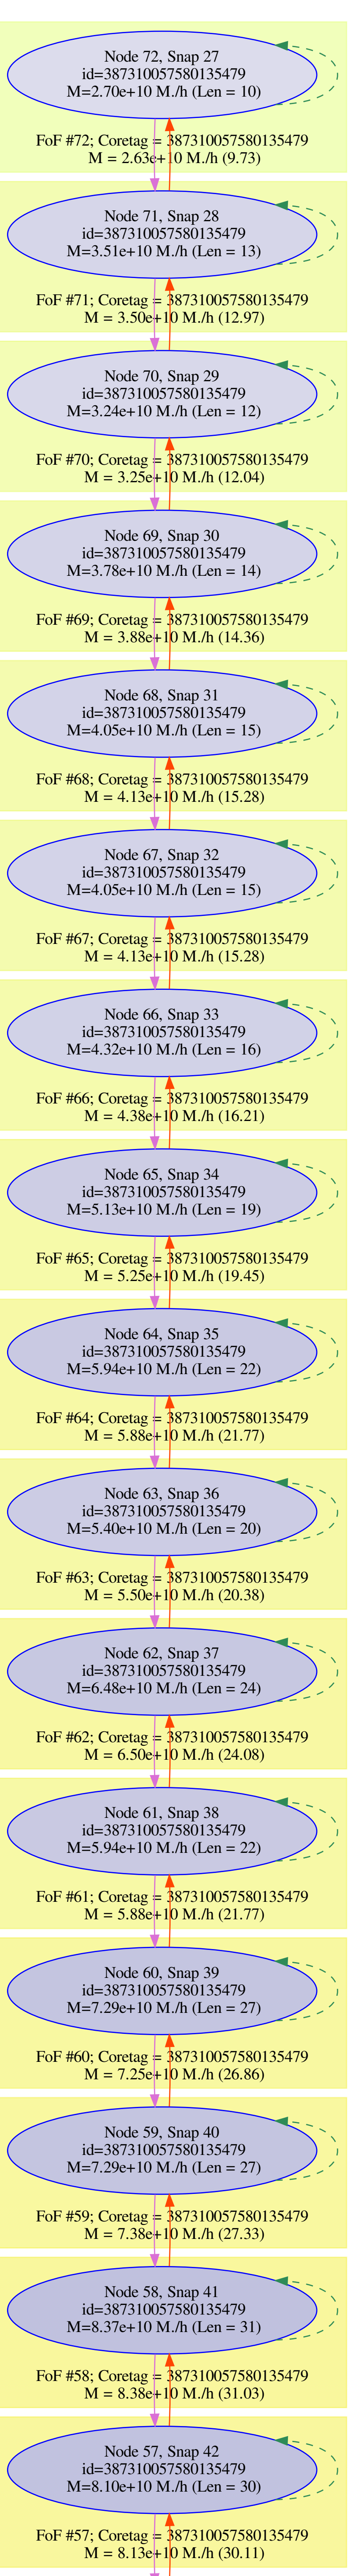 Node 72, Snap 27
id=387310057580135479
M=2.70e+10 M./h (Len = 10)
FoF #72; Coretag = 387310057580135479
M = 2.63e+10 M./h (9.73)
Node 71, Snap 28
id=387310057580135479
M=3.51e+10 M./h (Len = 13)
FoF #71; Coretag = 387310057580135479
M = 3.50e+10 M./h (12.97)
Node 70, Snap 29
id=387310057580135479
M=3.24e+10 M./h (Len = 12)
FoF #70; Coretag = 387310057580135479
M = 3.25e+10 M./h (12.04)
Node 69, Snap 30
id=387310057580135479
M=3.78e+10 M./h (Len = 14)
FoF #69; Coretag = 387310057580135479
M = 3.88e+10 M./h (14.36)
Node 68, Snap 31
id=387310057580135479
M=4.05e+10 M./h (Len = 15)
FoF #68; Coretag = 387310057580135479
M = 4.13e+10 M./h (15.28)
Node 67, Snap 32
id=387310057580135479
M=4.05e+10 M./h (Len = 15)
FoF #67; Coretag = 387310057580135479
M = 4.13e+10 M./h (15.28)
Node 66, Snap 33
id=387310057580135479
M=4.32e+10 M./h (Len = 16)
FoF #66; Coretag = 387310057580135479
M = 4.38e+10 M./h (16.21)
Node 65, Snap 34
id=387310057580135479
M=5.13e+10 M./h (Len = 19)
FoF #65; Coretag = 387310057580135479
M = 5.25e+10 M./h (19.45)
Node 64, Snap 35
id=387310057580135479
M=5.94e+10 M./h (Len = 22)
FoF #64; Coretag = 387310057580135479
M = 5.88e+10 M./h (21.77)
Node 63, Snap 36
id=387310057580135479
M=5.40e+10 M./h (Len = 20)
FoF #63; Coretag = 387310057580135479
M = 5.50e+10 M./h (20.38)
Node 62, Snap 37
id=387310057580135479
M=6.48e+10 M./h (Len = 24)
FoF #62; Coretag = 387310057580135479
M = 6.50e+10 M./h (24.08)
Node 61, Snap 38
id=387310057580135479
M=5.94e+10 M./h (Len = 22)
FoF #61; Coretag = 387310057580135479
M = 5.88e+10 M./h (21.77)
Node 60, Snap 39
id=387310057580135479
M=7.29e+10 M./h (Len = 27)
FoF #60; Coretag = 387310057580135479
M = 7.25e+10 M./h (26.86)
Node 59, Snap 40
id=387310057580135479
M=7.29e+10 M./h (Len = 27)
FoF #59; Coretag = 387310057580135479
M = 7.38e+10 M./h (27.33)
Node 58, Snap 41
id=387310057580135479
M=8.37e+10 M./h (Len = 31)
FoF #58; Coretag = 387310057580135479
M = 8.38e+10 M./h (31.03)
Node 57, Snap 42
id=387310057580135479
M=8.10e+10 M./h (Len = 30)
FoF #57; Coretag = 387310057580135479
M = 8.13e+10 M./h (30.11)